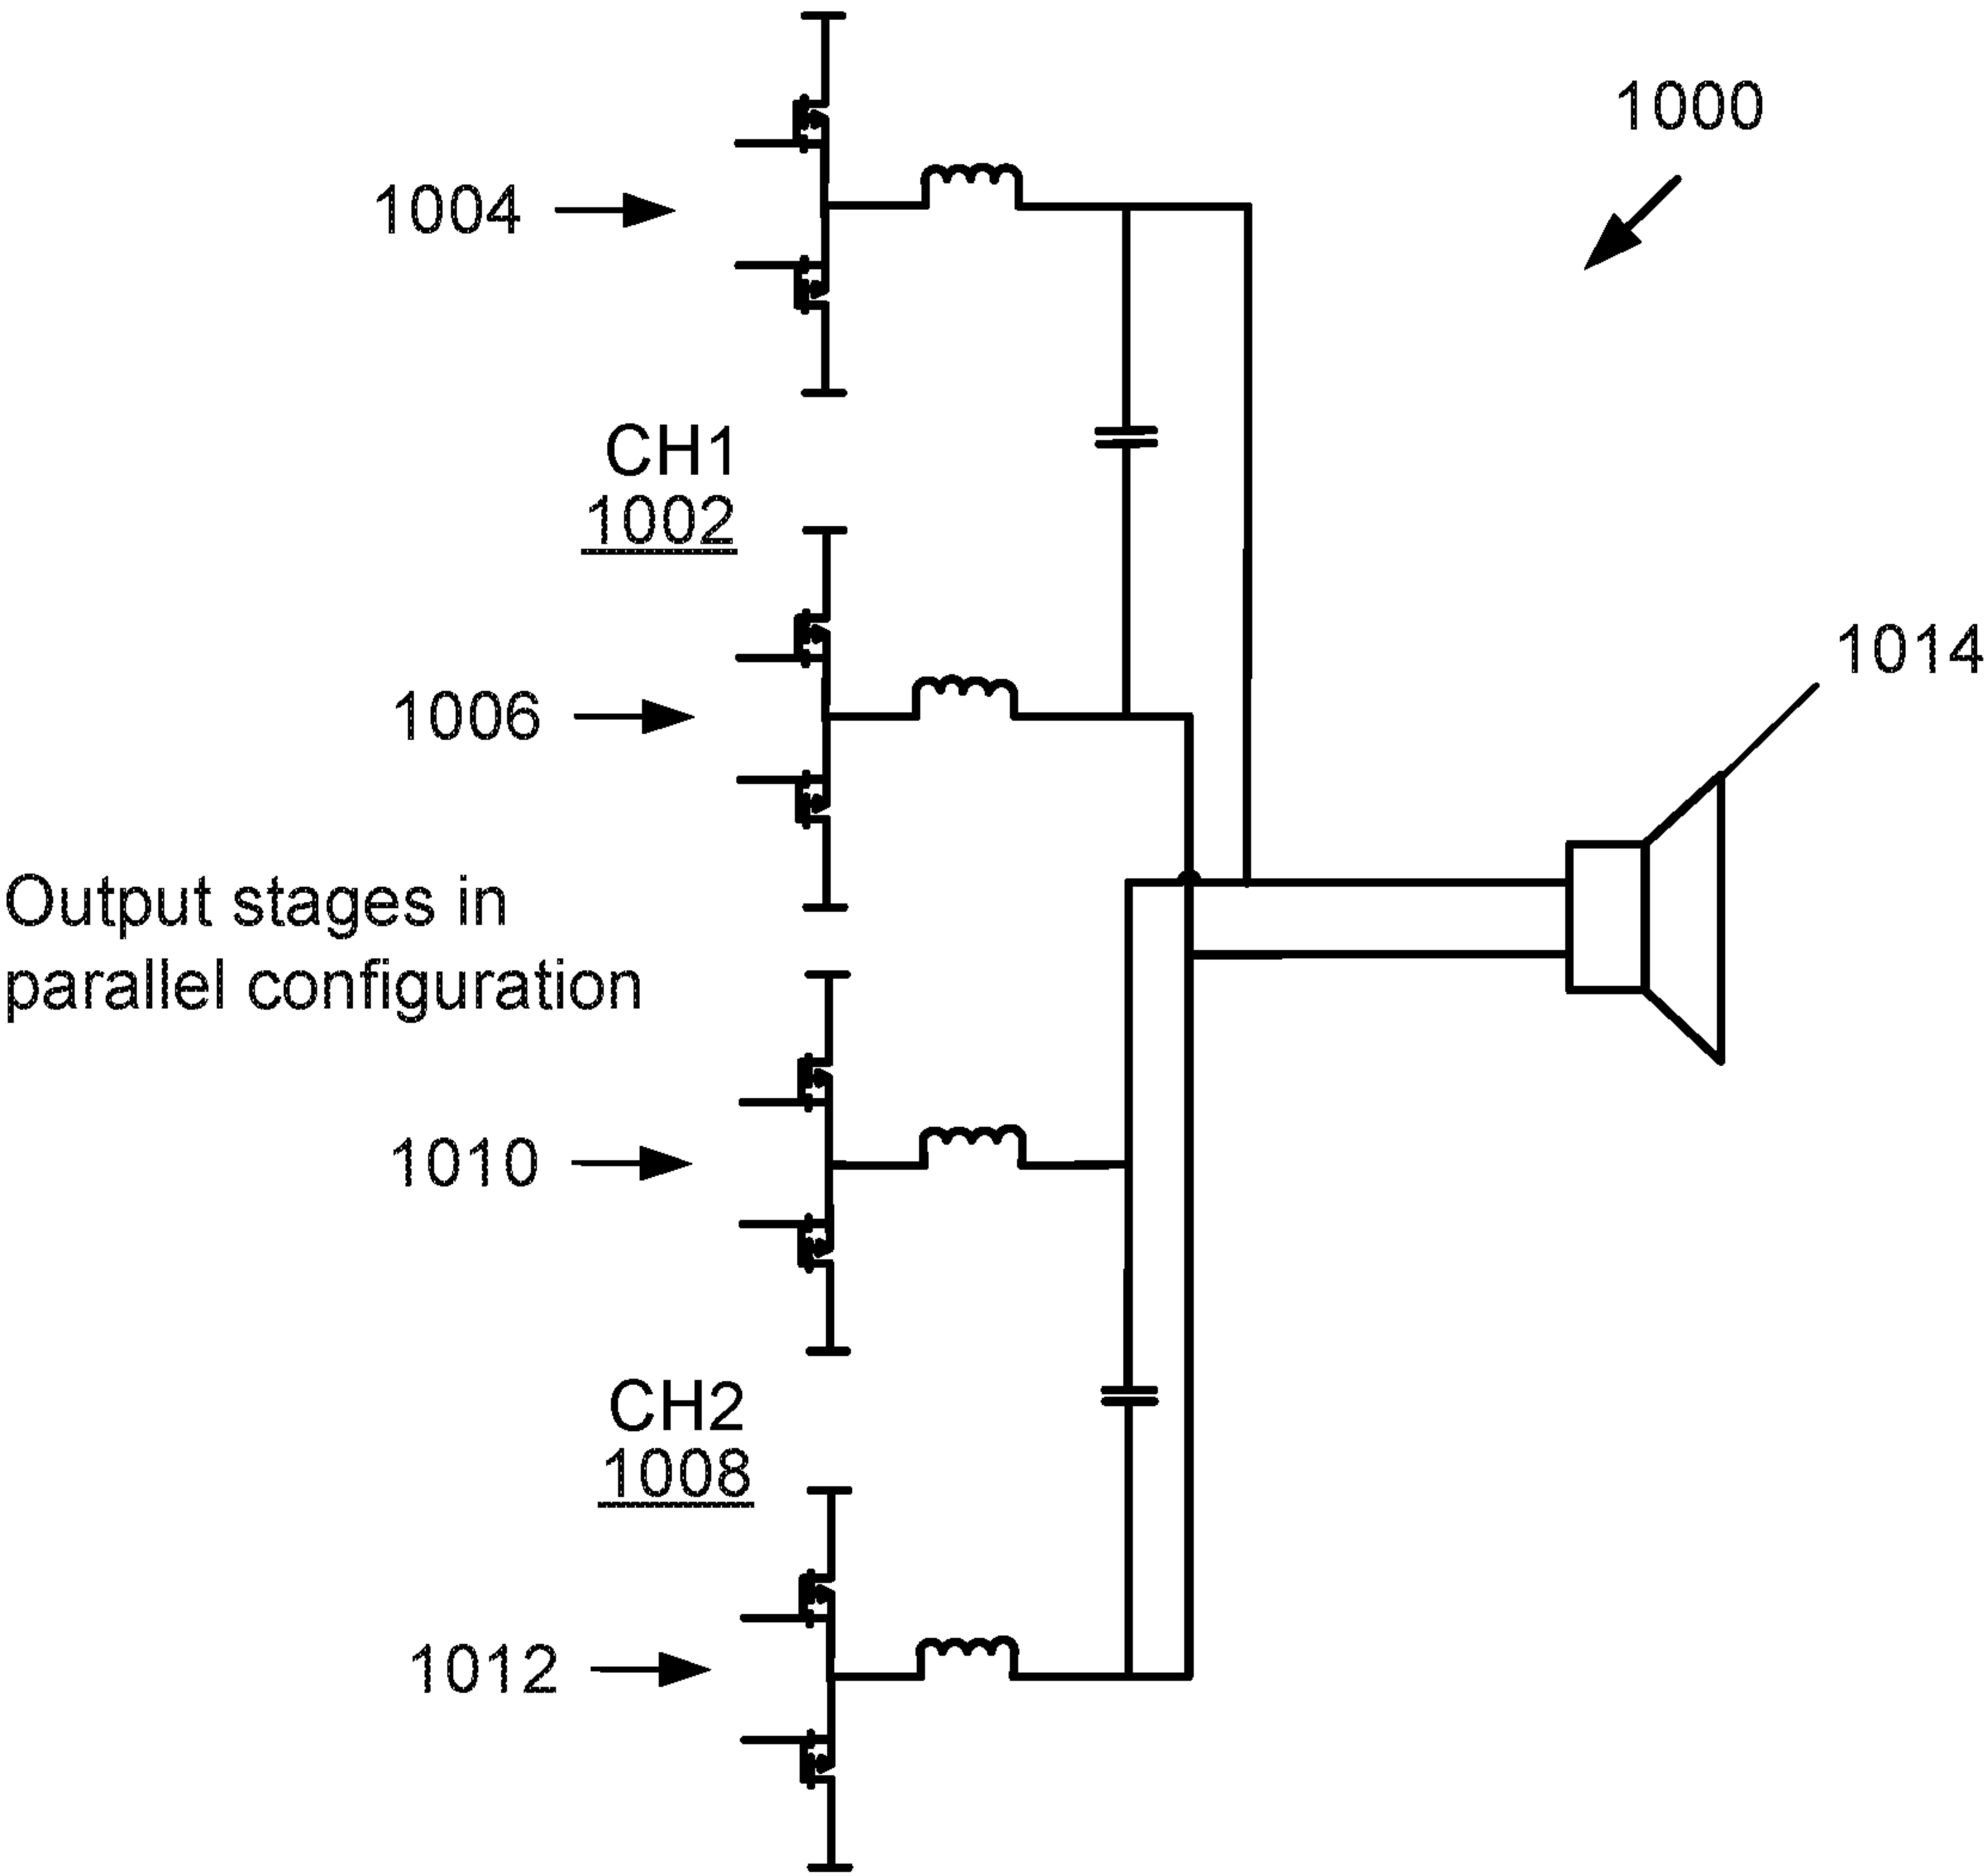 1000
1004
CH1
1002
1014
1006
Output stages in
parallel configuration
1010
CH2
1008
1012